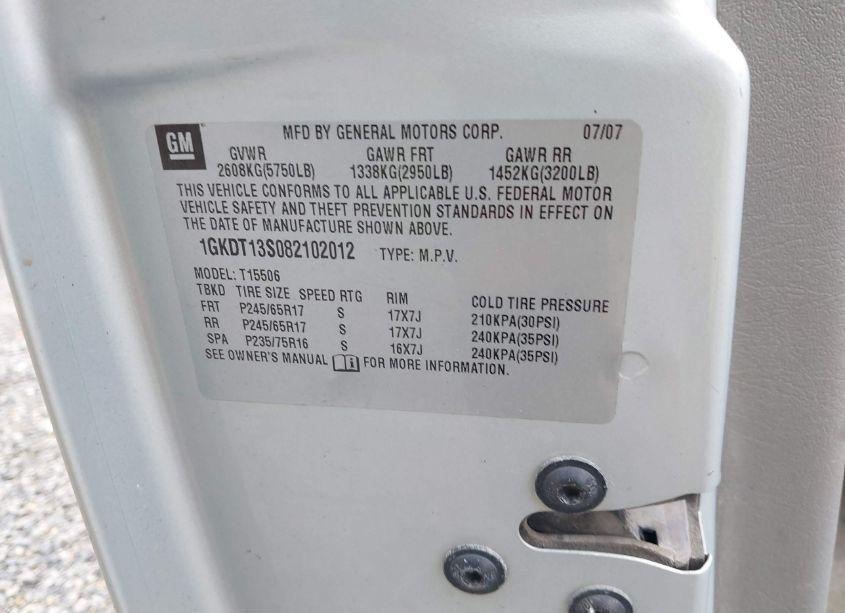 GM MFD BY GENERAL MOTORS CORP. 07/07
GVWR GAWR FRT GAWR RR
2608KG(5750LB) 1338KG(2950LB) 1452KG(3200LB)
THIS VEHICLE CONFORMS TO ALL APPLICABLE U.S. FEDERAL MOTOR
VEHICLE SAFETY AND THEFT PREVENTION STANDARDS IN EFFECT ON
THE DATE OF MANUFACTURE SHOWN ABOVE.
1GKDT13S082102012 TYPE: M.P.V.
MODEL: T15506
TBKD TIRE SIZE SPEED RTG RIM COLD TIRE PRESSURE
FRT P245/65R17 S 17X7J 210KPA(30PSI)
RR P245/65R17 S 17X7J 240KPA(35PSI)
SPA P235/75R16 S 16X7J 240KPA(35PSI)
SEE OWNER'S MANUAL FOR MORE INFORMATION.